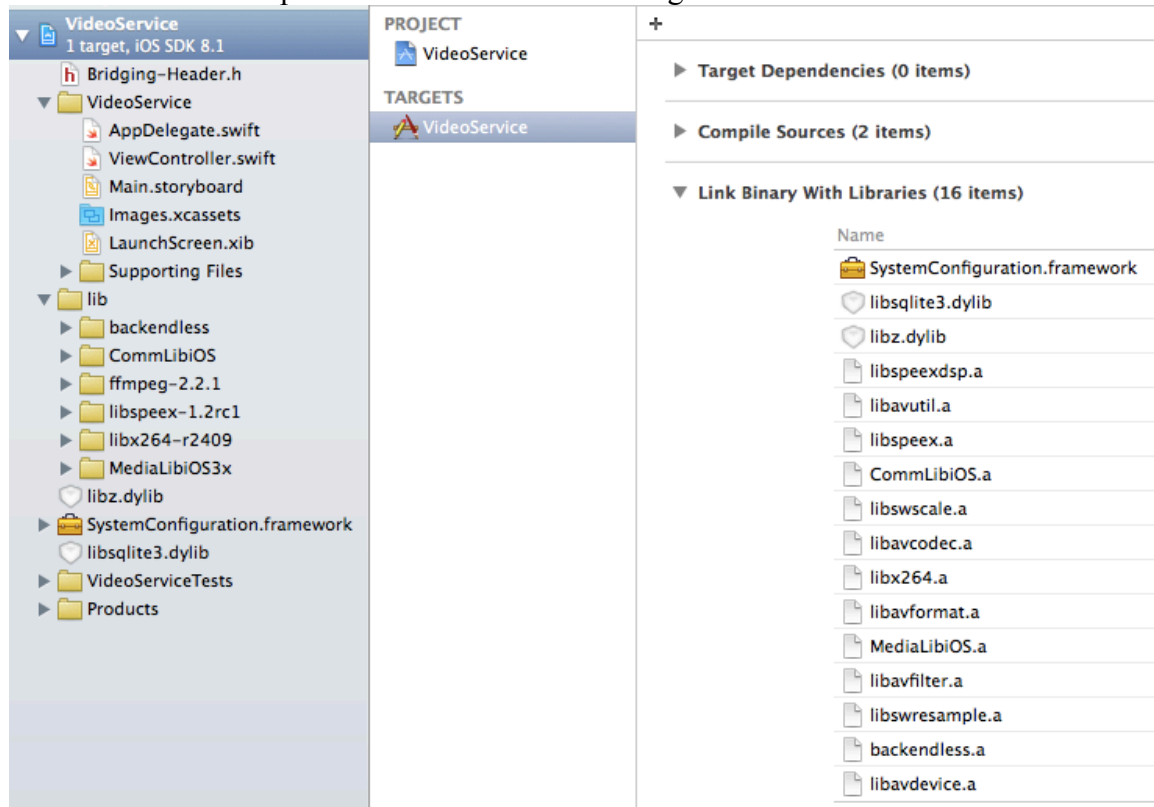 VideoService
1 target, iOS SDK 8.1
h Bridging-Header.h
VideoService
AppDelegate.swift
ViewController.swift
Main.storyboard
Images.xcassets
LaunchScreen.xib
Supporting Files
lib
backendless
CommLibiOS
ffmpeg-2.2.1
libspeex-1.2rc1
libx264-r2409
MediaLibiOS3x
libz.dylib
SystemConfiguration.framework
libsqlite3.dylib
VideoServiceTests
Products
PROJECT
VideoService
TARGETS
VideoService
+
Target Dependencies (0 items)
Compile Sources (2 items)
Link Binary With Libraries (16 items)
Name
SystemConfiguration.framework
libsqlite3.dylib
libz.dylib
libspeexdsp.a
libavutil.a
libspeex.a
CommLibiOS.a
libswscale.a
libavcodec.a
libx264.a
libavformat.a
MediaLibiOS.a
libavfilter.a
libswresample.a
backendless.a
libavdevice.a